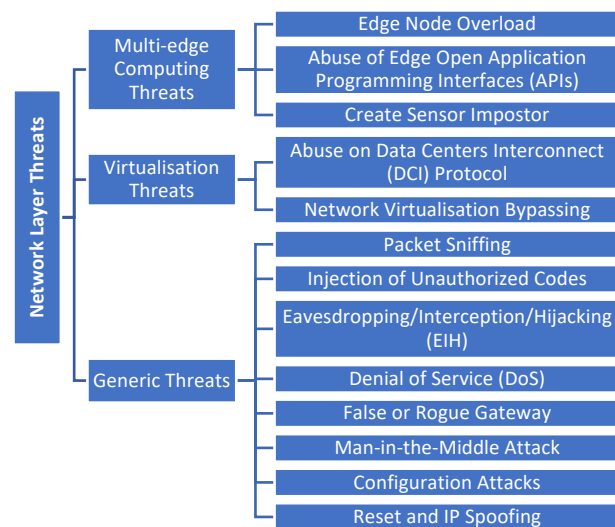 Network Layer Threats
Multi-edge
Computing
Threats
Edge Node Overload
Abuse of Edge Open Application
Programming Interfaces (APIs)
Create Sensor Impostor
Virtualisation
Threats
Abuse on Data Centers Interconnect
(DCI) Protocol
Network Virtualisation Bypassing
Generic Threats
Packet Sniffing
Injection of Unauthorized Codes
Eavesdropping/Interception/Hijacking
(EIH)
Denial of Service (DoS)
False or Rogue Gateway
Man-in-the-Middle Attack
Configuration Attacks
Reset and IP Spoofing